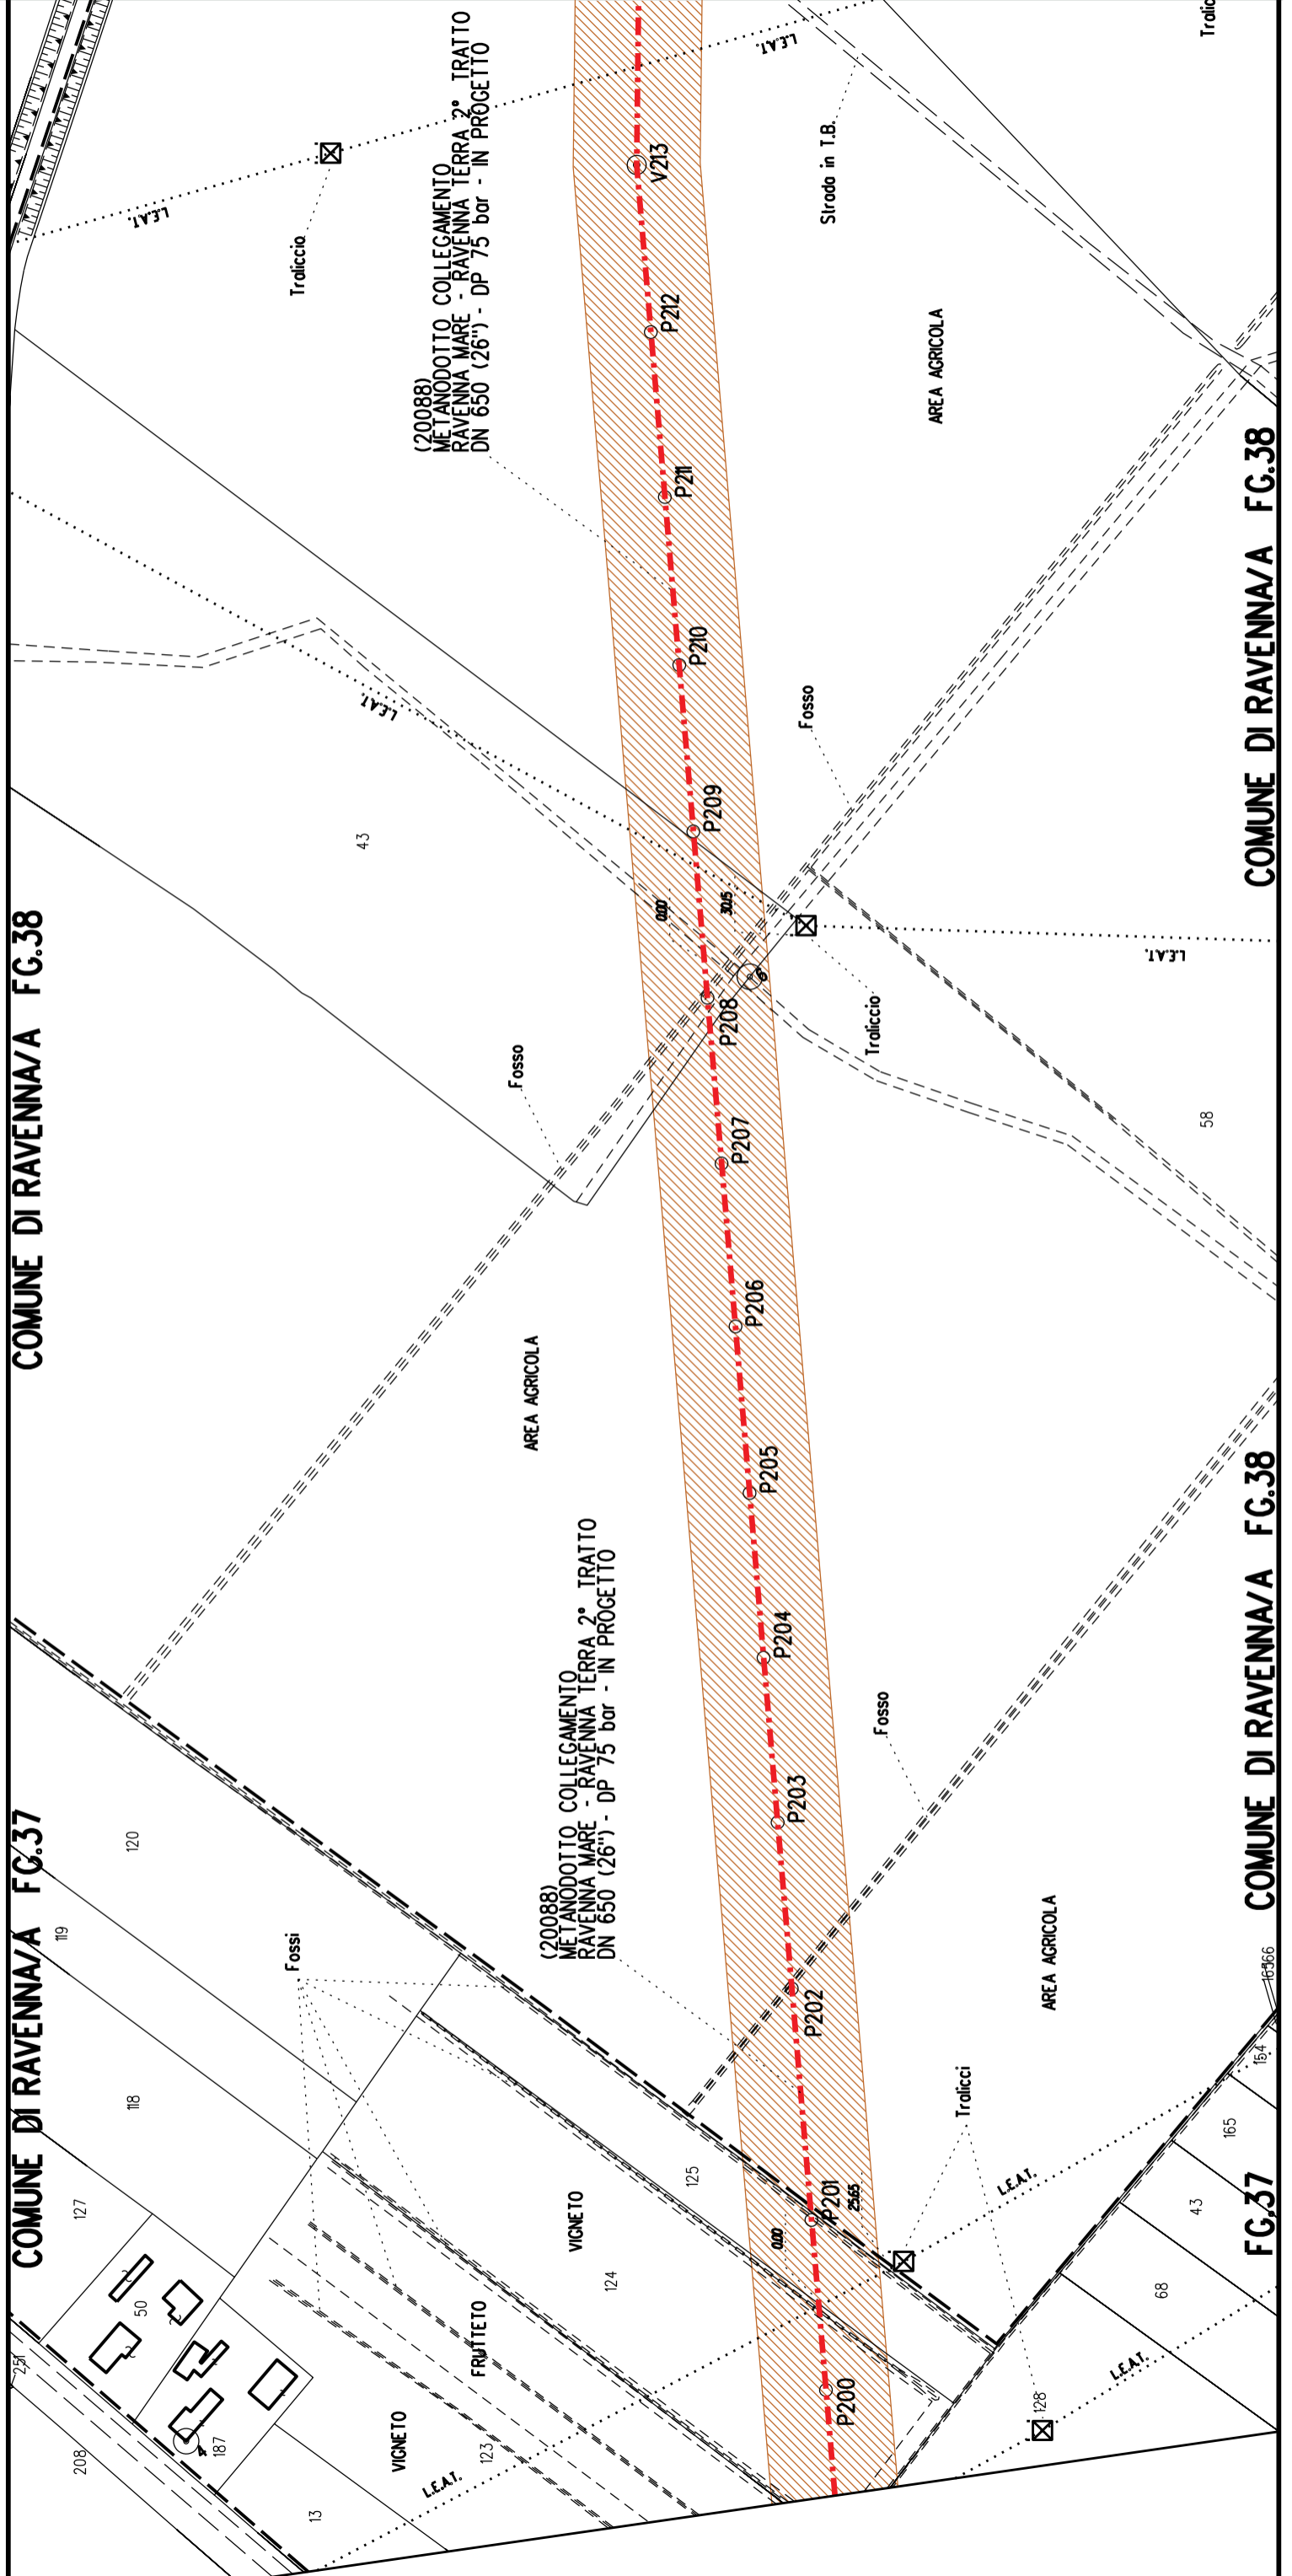 COMUNE DI RAVENNA/A FG.37
COMUNE DI RAVENNA/A FG.38
251
208
127
119
120
118
50
187
4
13
Fossi
43
L.E.A.T.
Traliccio
L.E.A.T.
VIGNETO
123
L.E.A.T.
FRUTTETO
VIGNETO
124
125
AREA AGRICOLA
Fosso
(20088)
METANODOTTO COLLEGAMENTO
RAVENNA MARE - RAVENNA TERRA 2° TRATTO
DN 650 (26") - DP 75 bar - IN PROGETTO
(20088)
METANODOTTO COLLEGAMENTO
RAVENNA MARE - RAVENNA TERRA 2° TRATTO
DN 650 (26") - DP 75 bar - IN PROGETTO
P200
P201
P202
P203
P204
P205
P206
P207
P208
P209
P210
P211
P212
V213
0.00
25.65
0.00
30.15
6
L.E.A.T.
Strada in T.B.
Fosso
Traliccio
Fosso
AREA AGRICOLA
Tralicci
L.E.A.T.
AREA AGRICOLA
128
L.E.A.T.
68
43
165
154
L.E.A.T.
58
FG.37
COMUNE DI RAVENNA/A FG.38
COMUNE DI RAVENNA/A FG.38